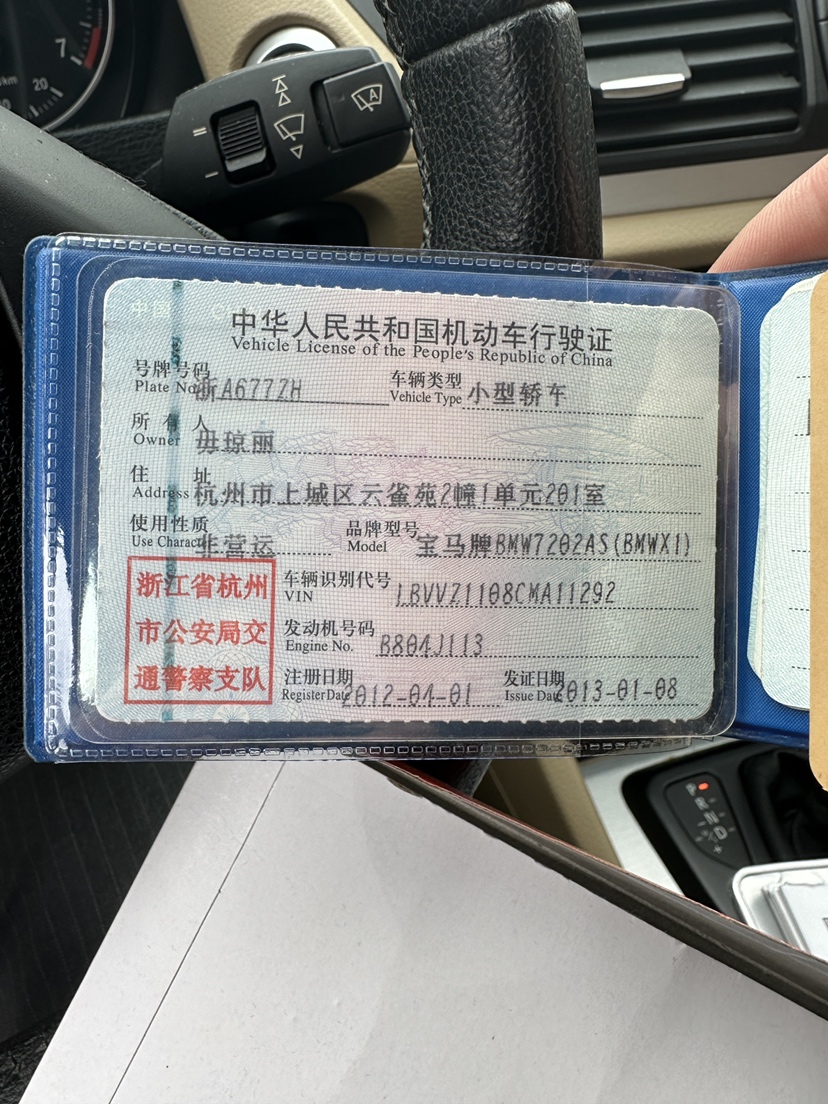 7
km
20
A
中华人民共和国机动车行驶证
Vehicle License of the People's Republic of China
号牌号码 浙A677ZH 车辆类型 小型轿车
Plate No. Vehicle Type
所有人 毋琼丽
Owner
住址 杭州市上城区云雀苑2幢1单元201室
Address
使用性质 非营运 品牌型号 宝马牌BMW7202AS(BMWX1)
Use Character Model
浙江省杭州
市公安局交
通警察支队
车辆识别代号 LBVVZ1108CMA11292
VIN
发动机号码 B804J113
Engine No.
注册日期 2012-04-01 发证日期 2013-01-08
Register Date Issue Date